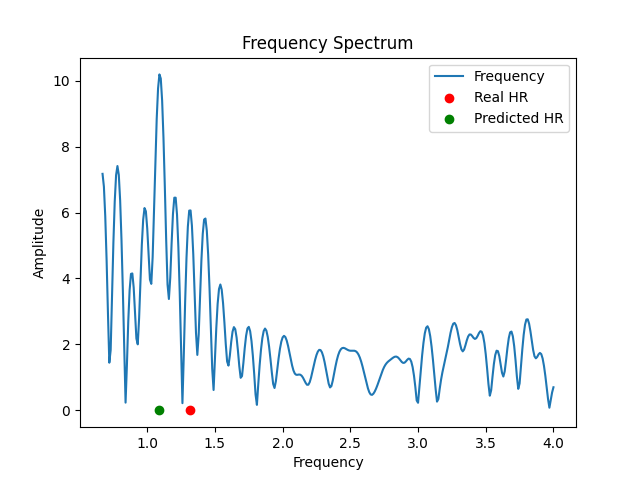 Frequency Spectrum
Frequency
Real HR
Predicted HR
Amplitude
10
8
6
4
2
0
1.0 1.5 2.0 2.5 3.0 3.5 4.0
Frequency